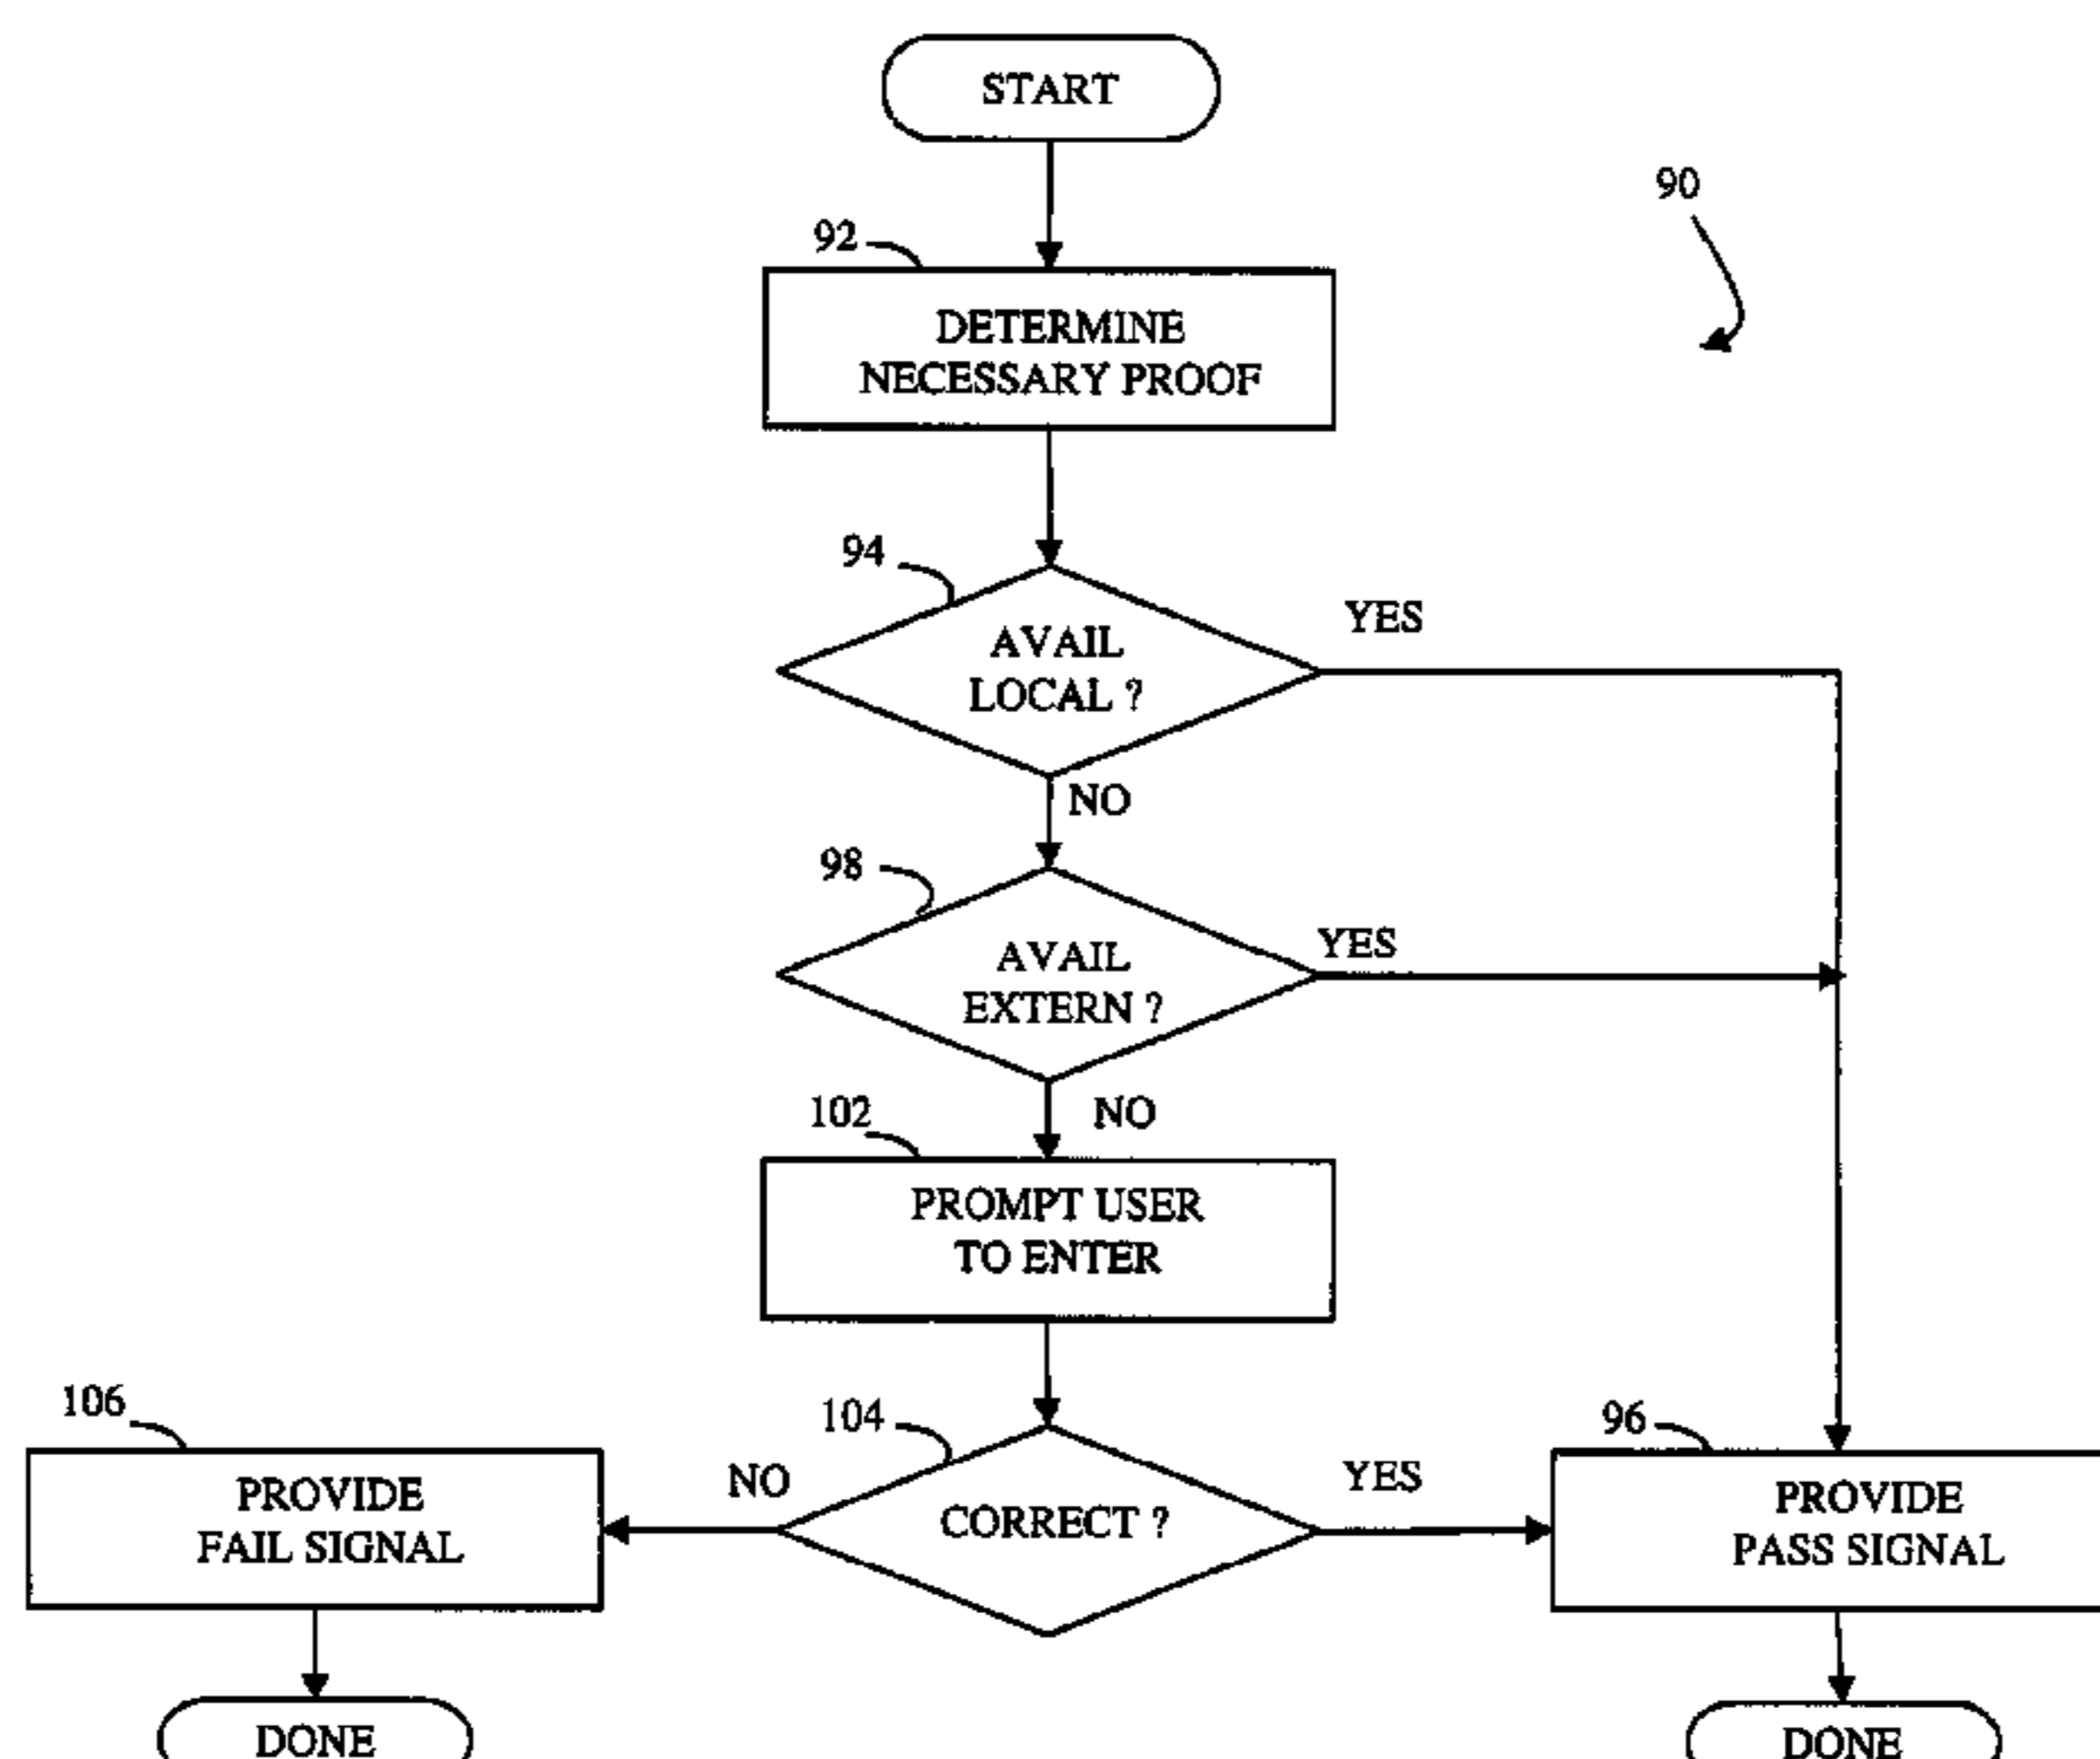 START
90
92
DETERMINE
NECESSARY PROOF
94
AVAIL
LOCAL ?
YES
NO
98
AVAIL
EXTERN ?
YES
NO
102
PROMPT USER
TO ENTER
106
PROVIDE
FAIL SIGNAL
NO
104
CORRECT ?
YES
96
PROVIDE
PASS SIGNAL
DONE
DONE